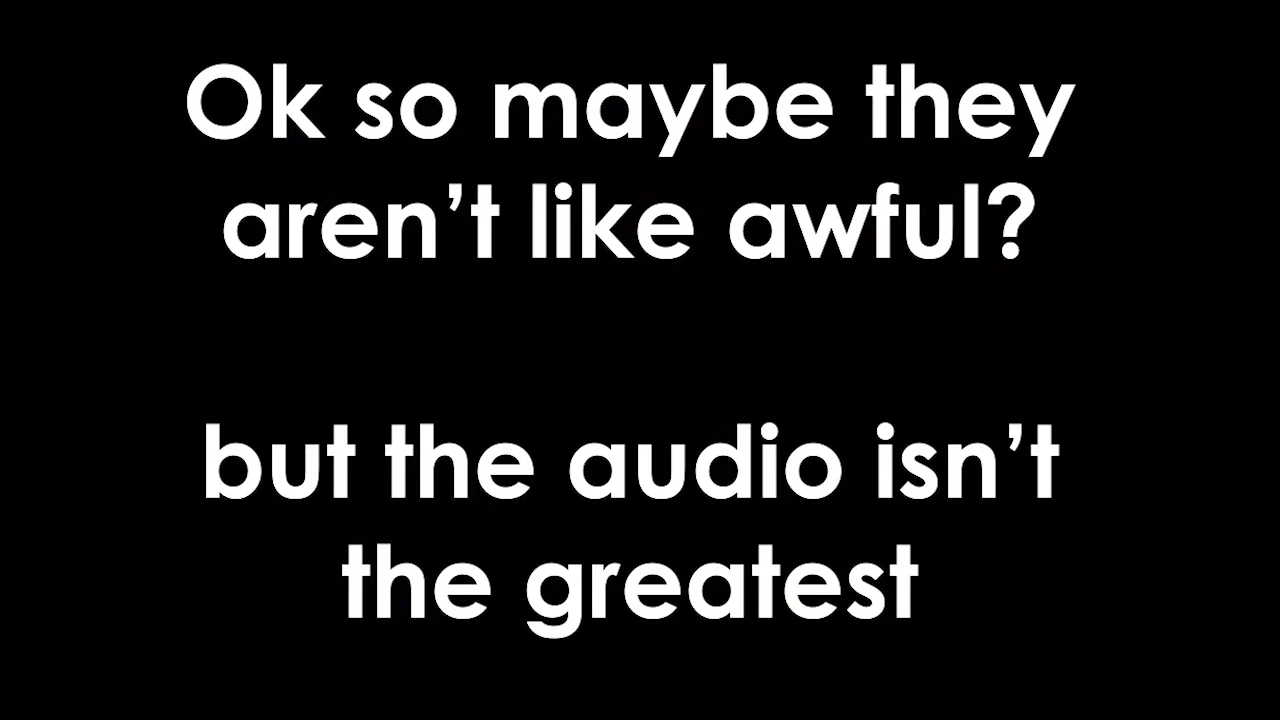 Ok so maybe they
aren’t like awful?
but the audio isn’t
the greatest